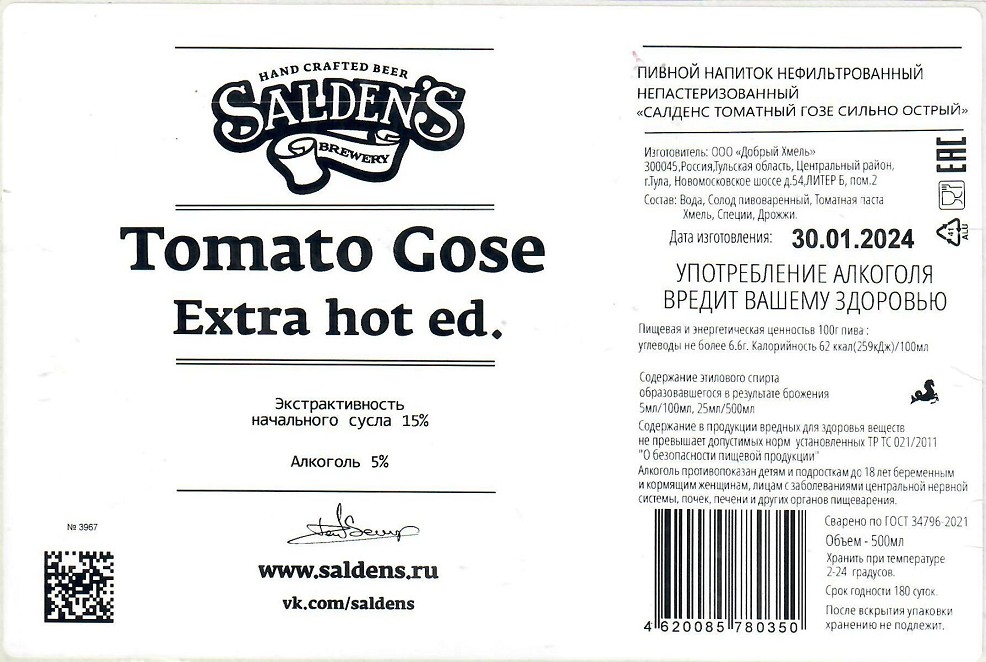 HAND CRAFTED BEER
SALDEN'S
BREWERY
Tomato Gose
Extra hot ed.
Экстрактивность
начального сусла 15%
Алкоголь 5%
www.saldens.ru
vk.com/saldens
№ 3967
ПИВНОЙ НАПИТОК НЕФИЛЬТРОВАННЫЙ
НЕПАСТЕРИЗОВАННЫЙ
«САЛДЕНС ТОМАТНЫЙ ГОЗЕ СИЛЬНО ОСТРЫЙ»
Изготовитель: ООО «Добрый Хмель»
300045,Россия,Тульская область, Центральный район,
г.Тула, Новомосковское шоссе д.54,ЛИТЕР Б, пом.2
Состав: Вода, Солод пивоваренный, Томатная паста
Хмель, Специи, Дрожжи.
EAC
41
ALU
Дата изготовления: 30.01.2024
УПОТРЕБЛЕНИЕ АЛКОГОЛЯ
ВРЕДИТ ВАШЕМУ ЗДОРОВЬЮ
Пищевая и энергетическая ценностьв 100г пива :
углеводы не более 6.6г. Калорийность 62 ккал(259кДж)/100мл
Содержание этилового спирта
образовавшегося в результате брожения
5мл/100мл, 25мл/500мл
Содержание в продукции вредных для здоровья веществ
не превышает допустимых норм установленных ТР ТС 021/2011
"О безопасности пищевой продукции"
Алкоголь противопоказан детям и подросткам до 18 лет беременным
и кормящим женщинам, лицам с заболеваниями центральной нервной
системы, почек, печени и других органов пищеварения.
4 620085 780350
Сварено по ГОСТ 34796-2021
Объем - 500мл
Хранить при температуре
2-24 градусов.
Срок годности 180 суток.
После вскрытия упаковки
хранению не подлежит.